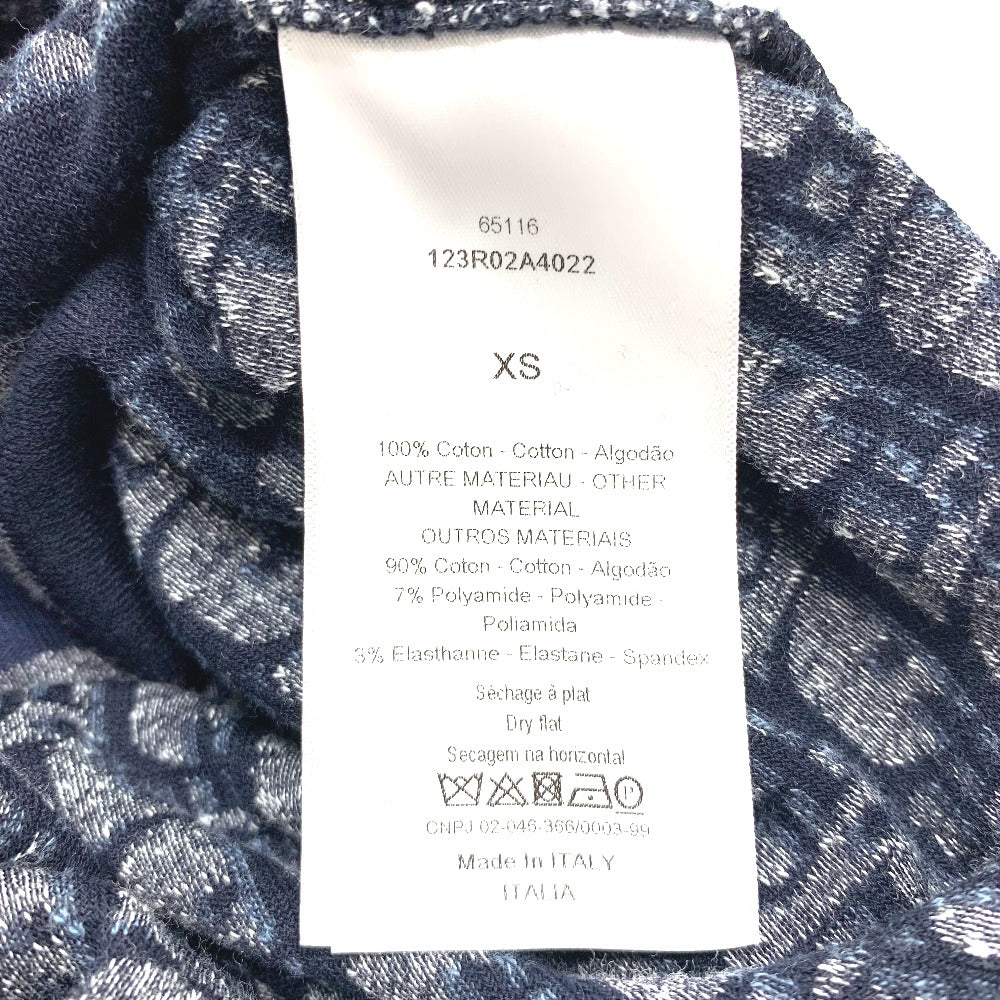 65116
123R02A4022
XS
100% Coton - Cotton - Algodão
AUTRE MATERIAU - OTHER
MATERIAL
OUTROS MATERIAIS
90% Coton - Cotton - Algodão
7% Polyamide - Polyamide -
Poliamida
3% Elasthanne - Elastane - Spandex
Séchage à plat
Dry flat
Secagem na horizontal
P
CNPJ 02-046-366/0003-99
Made In ITALY
ITALIA